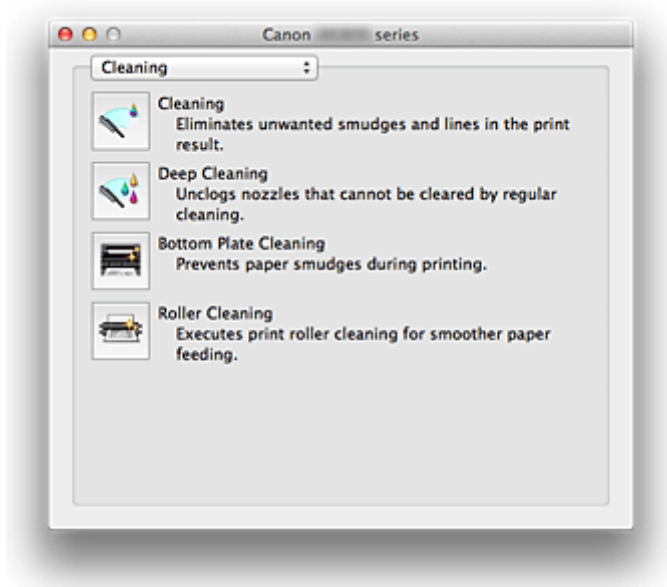 Canon series
Cleaning
Cleaning
Eliminates unwanted smudges and lines in the print
result.
Deep Cleaning
Unclogs nozzles that cannot be cleared by regular
cleaning.
Bottom Plate Cleaning
Prevents paper smudges during printing.
Roller Cleaning
Executes print roller cleaning for smoother paper
feeding.